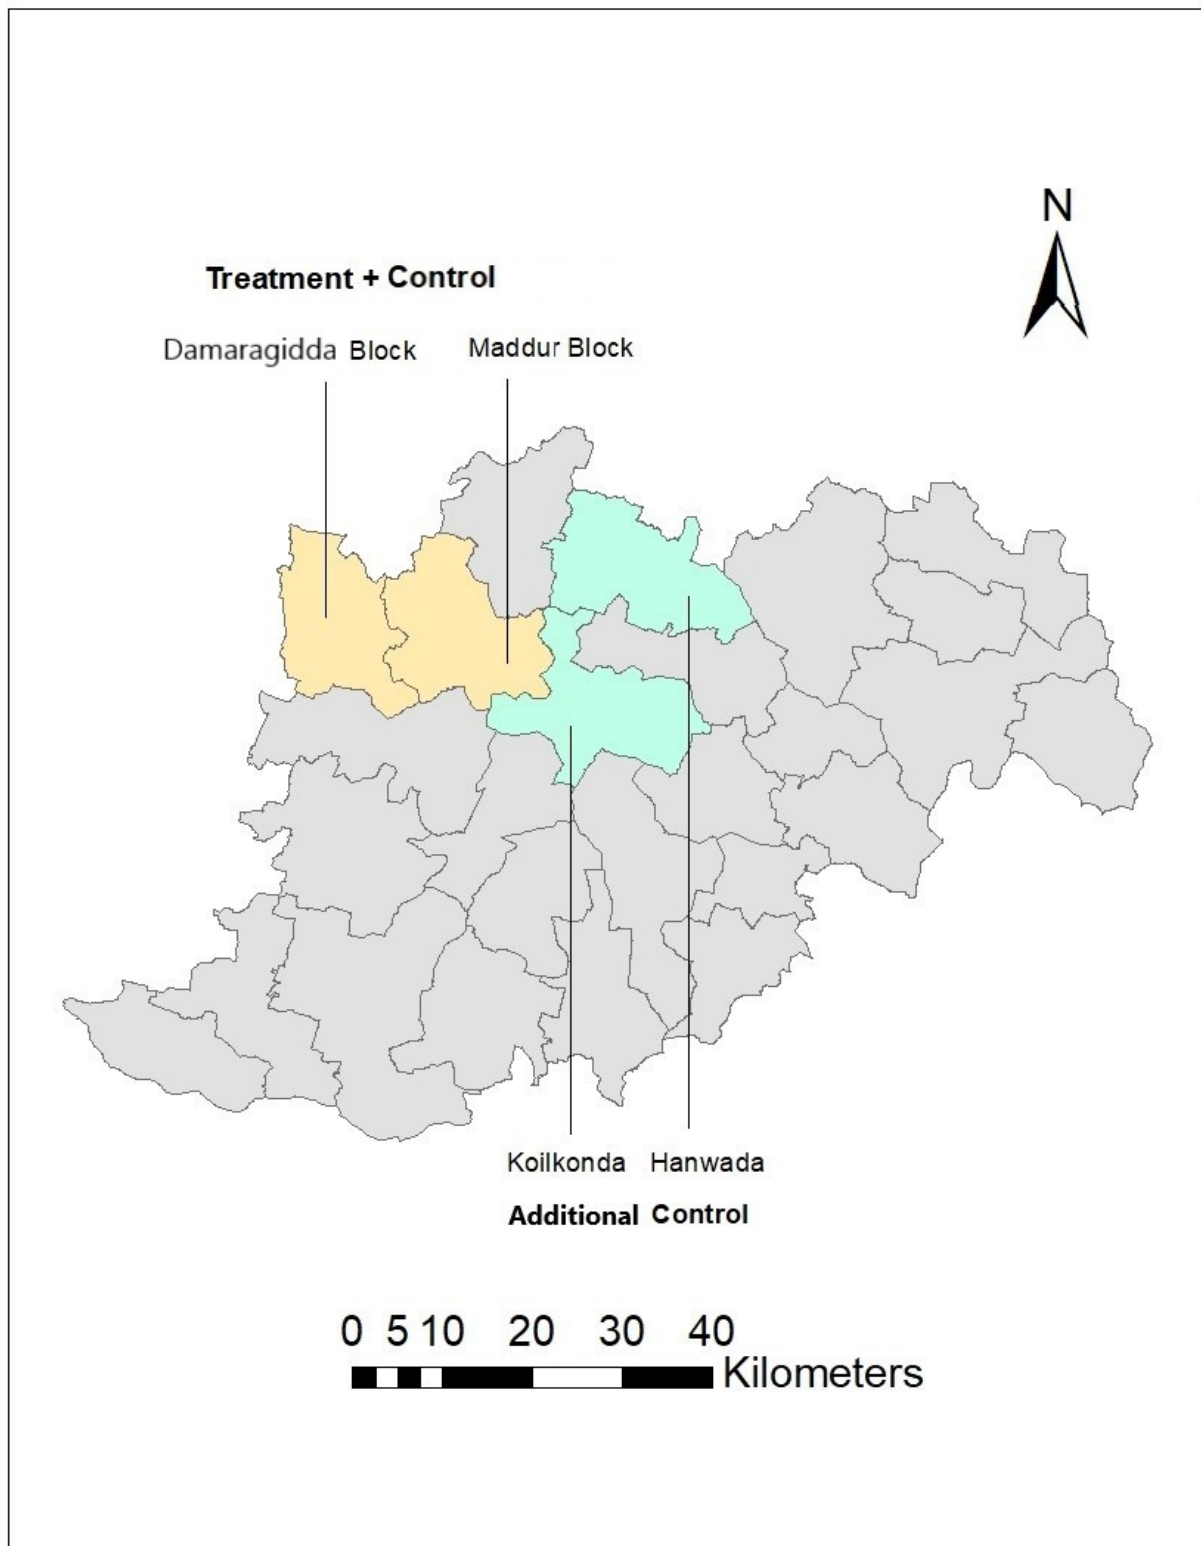 N
Treatment + Control
Damaragidda Block Maddur Block
Koilkonda Hanwada
Additional Control
0 5 10 20 30 40
Kilometers